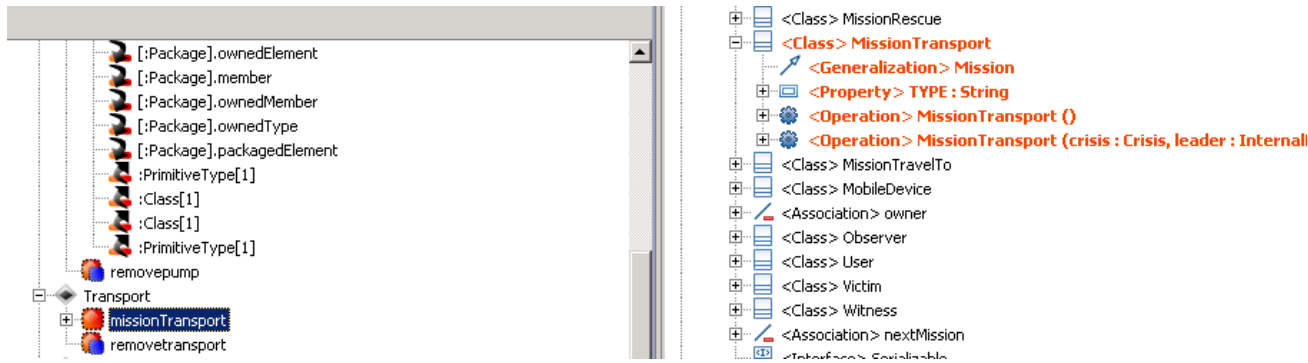 [:Package].ownedElement
[:Package].member
[:Package].ownedMember
[:Package].ownedType
[:Package].packagedElement
:PrimitiveType[1]
:Class[1]
:Class[1]
:PrimitiveType[1]
removepump
Transport
missionTransport
removetransport
<Class> MissionRescue
<Class> MissionTransport
<Generalization> Mission
<Property> TYPE : String
<Operation> MissionTransport ()
<Operation> MissionTransport (crisis : Crisis, leader : Internal
<Class> MissionTravelTo
<Class> MobileDevice
<Association> owner
<Class> Observer
<Class> User
<Class> Victim
<Class> Witness
<Association> nextMission
<Interface> Serializable